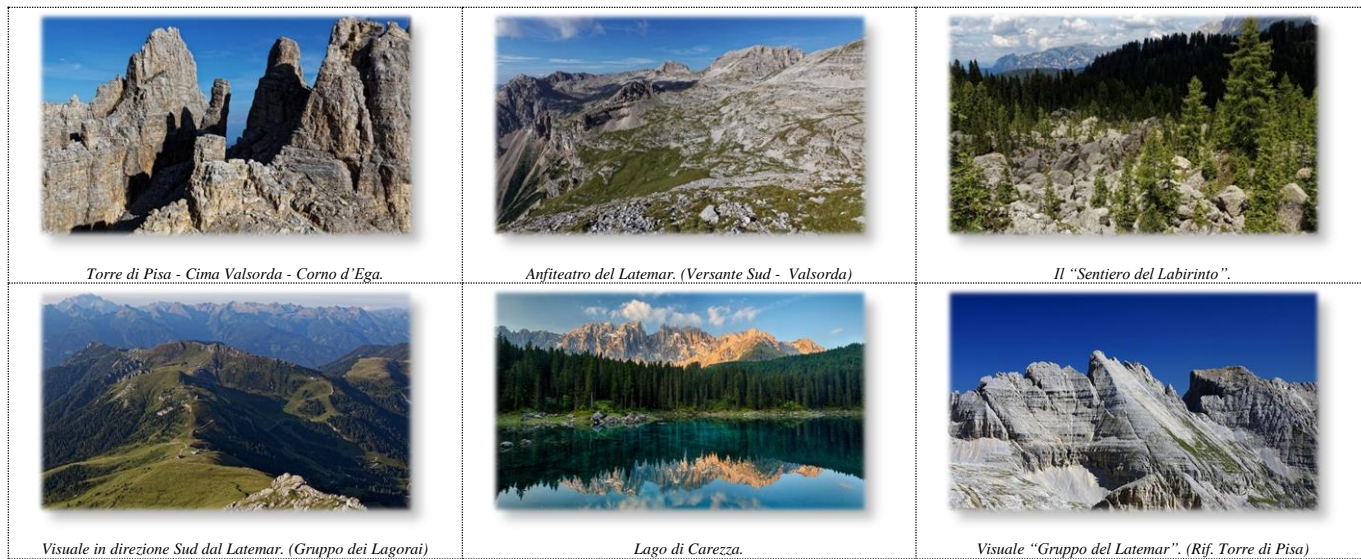 Torre di Pisa - Cima Valsorda - Corno d’Ega.
Anfiteatro del Latemar. (Versante Sud - Valsorda)
Il “Sentiero del Labirinto”.
Visuale in direzione Sud dal Latemar. (Gruppo dei Lagorai)
Lago di Carezza.
Visuale “Gruppo del Latemar”. (Rif. Torre di Pisa)